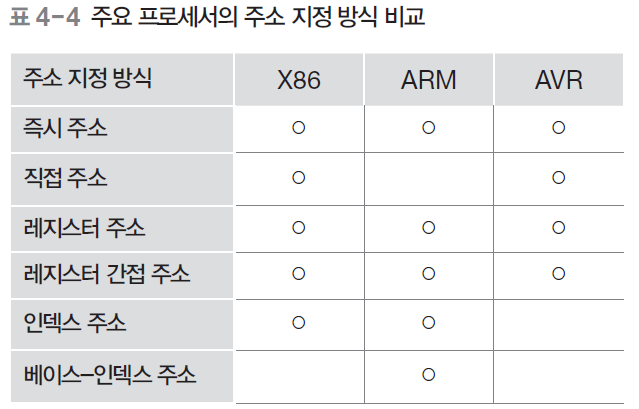 표 4-4 주요 프로세서의 주소 지정 방식 비교
주소 지정 방식 X86 ARM AVR
즉시 주소 ○ ○ ○
직접 주소 ○ ○
레지스터 주소 ○ ○ ○
레지스터 간접 주소 ○ ○ ○
인덱스 주소 ○ ○
베이스-인덱스 주소 ○